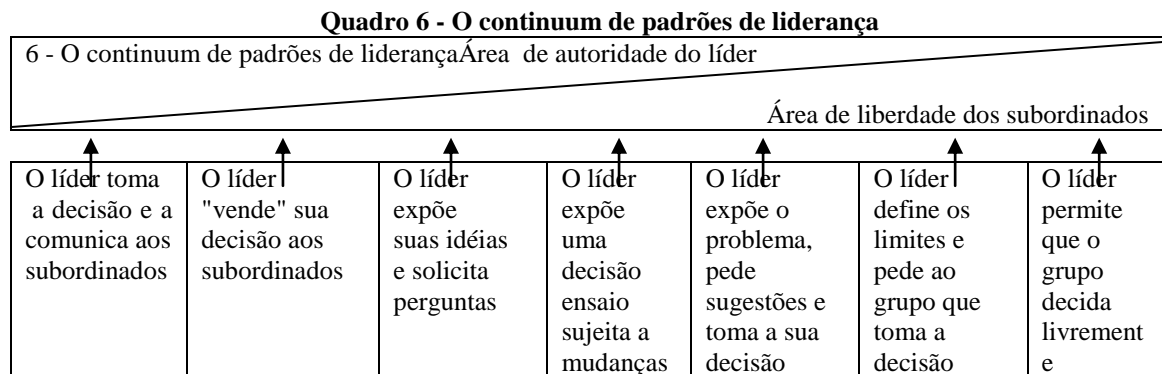 Quadro 6 - O continuum de padrões de liderança
6 - O continuum de padrões de liderançaÁrea  de autoridade do líder
Área de liberdade dos subordinados
O líder toma
a decisão e a
comunica aos
subordinados
O líder
"vende" sua
decisão aos
subordinados
O líder
expõe
suas idéias
e solicita
perguntas
O líder
expõe
uma
decisão
ensaio
sujeita a
mudanças
O líder
expõe o
problema,
pede
sugestões e
toma a sua
decisão
O líder
define os
limites e
pede ao
grupo que
toma a
decisão
O líder
permite
que o
grupo
decida
livrement
e